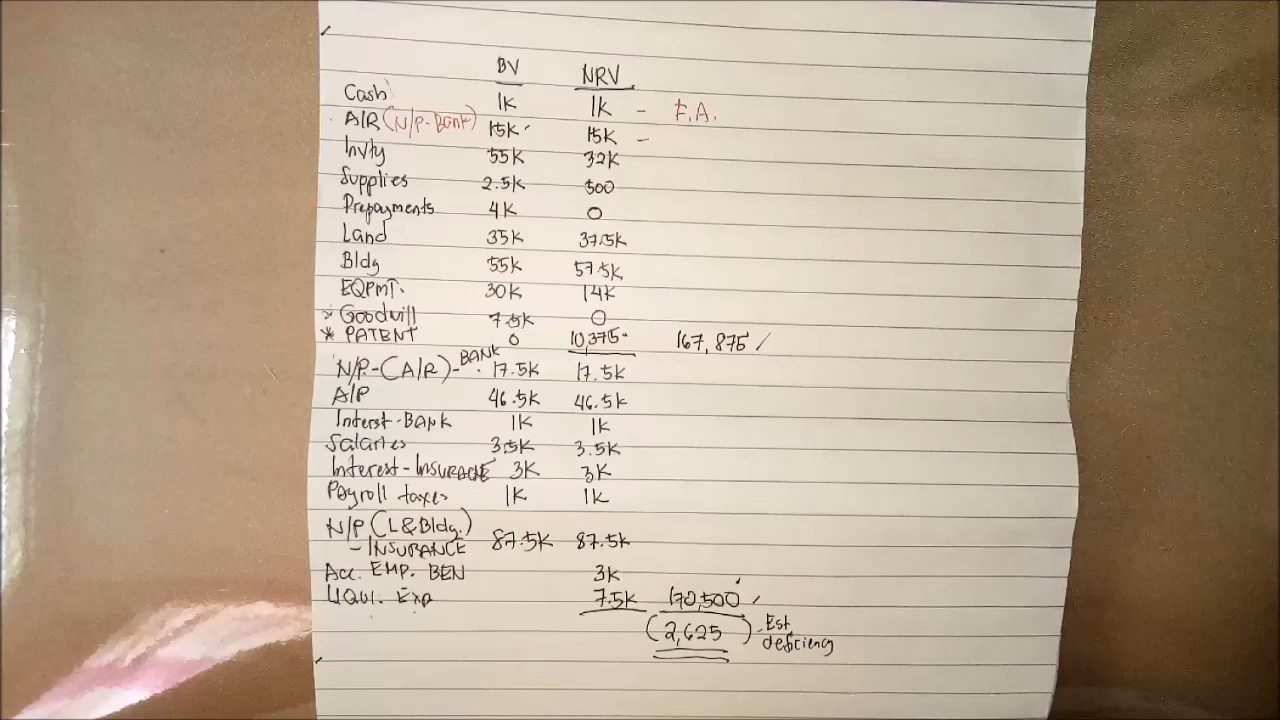 BV NRV
Cash 1K 1K - F.A.
A/R (N/P-Bank) 15K 15K -
Invty 55K 32K
Supplies 2.5K 500
Prepayments 4K 0
Land 35K 37.5K
Bldg 55K 57.5K
EQPMT. 30K 14K
* Goodwill 7.5K 0
* PATENT 0 10,375 167,875
N/P-(A/R)-BANK 17.5K 17.5K
A/P 46.5K 46.5K
Interst-BANK 1K 1K
Salaries 3.5K 3.5K
Interest-INSURANCE 3K 3K
Payroll taxes 1K 1K
N/P (L&Bldg.)
- INSURANCE 87.5K 87.5K
Acc. EMP. BEN 3K
LIQUI. EXP 7.5K 170,500
(2,625) - Est
deficiency